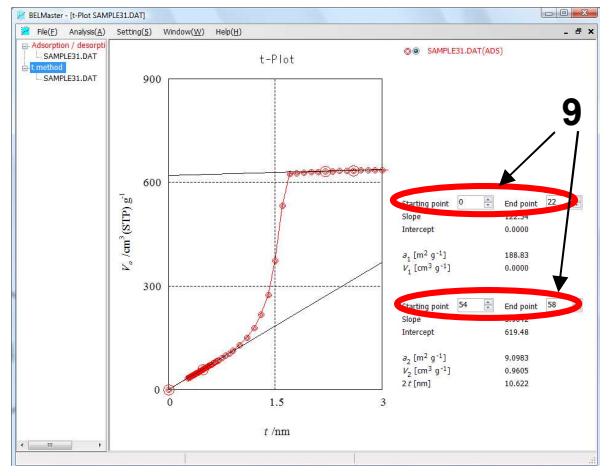 BELMaster - [t-Plot SAMPLE31.DAT]
File(F) Analysis(A) Setting(S) Window(W) Help(H)
Adsorption / desorpti
SAMPLE31.DAT
t method
SAMPLE31.DAT
t-Plot
SAMPLE31.DAT(ADS)
9
900
600
300
0
0 1.5 3
Va /cm³(STP) g⁻¹
t /nm
Starting point 0 End point 22
Slope 122.54
Intercept 0.0000
a₁ [m² g⁻¹] 188.83
V₁ [cm³ g⁻¹] 0.0000
Starting point 54 End point 58
Slope
Intercept 619.48
a₂ [m² g⁻¹] 9.0983
V₂ [cm³ g⁻¹] 0.9605
2 t [nm] 10.622